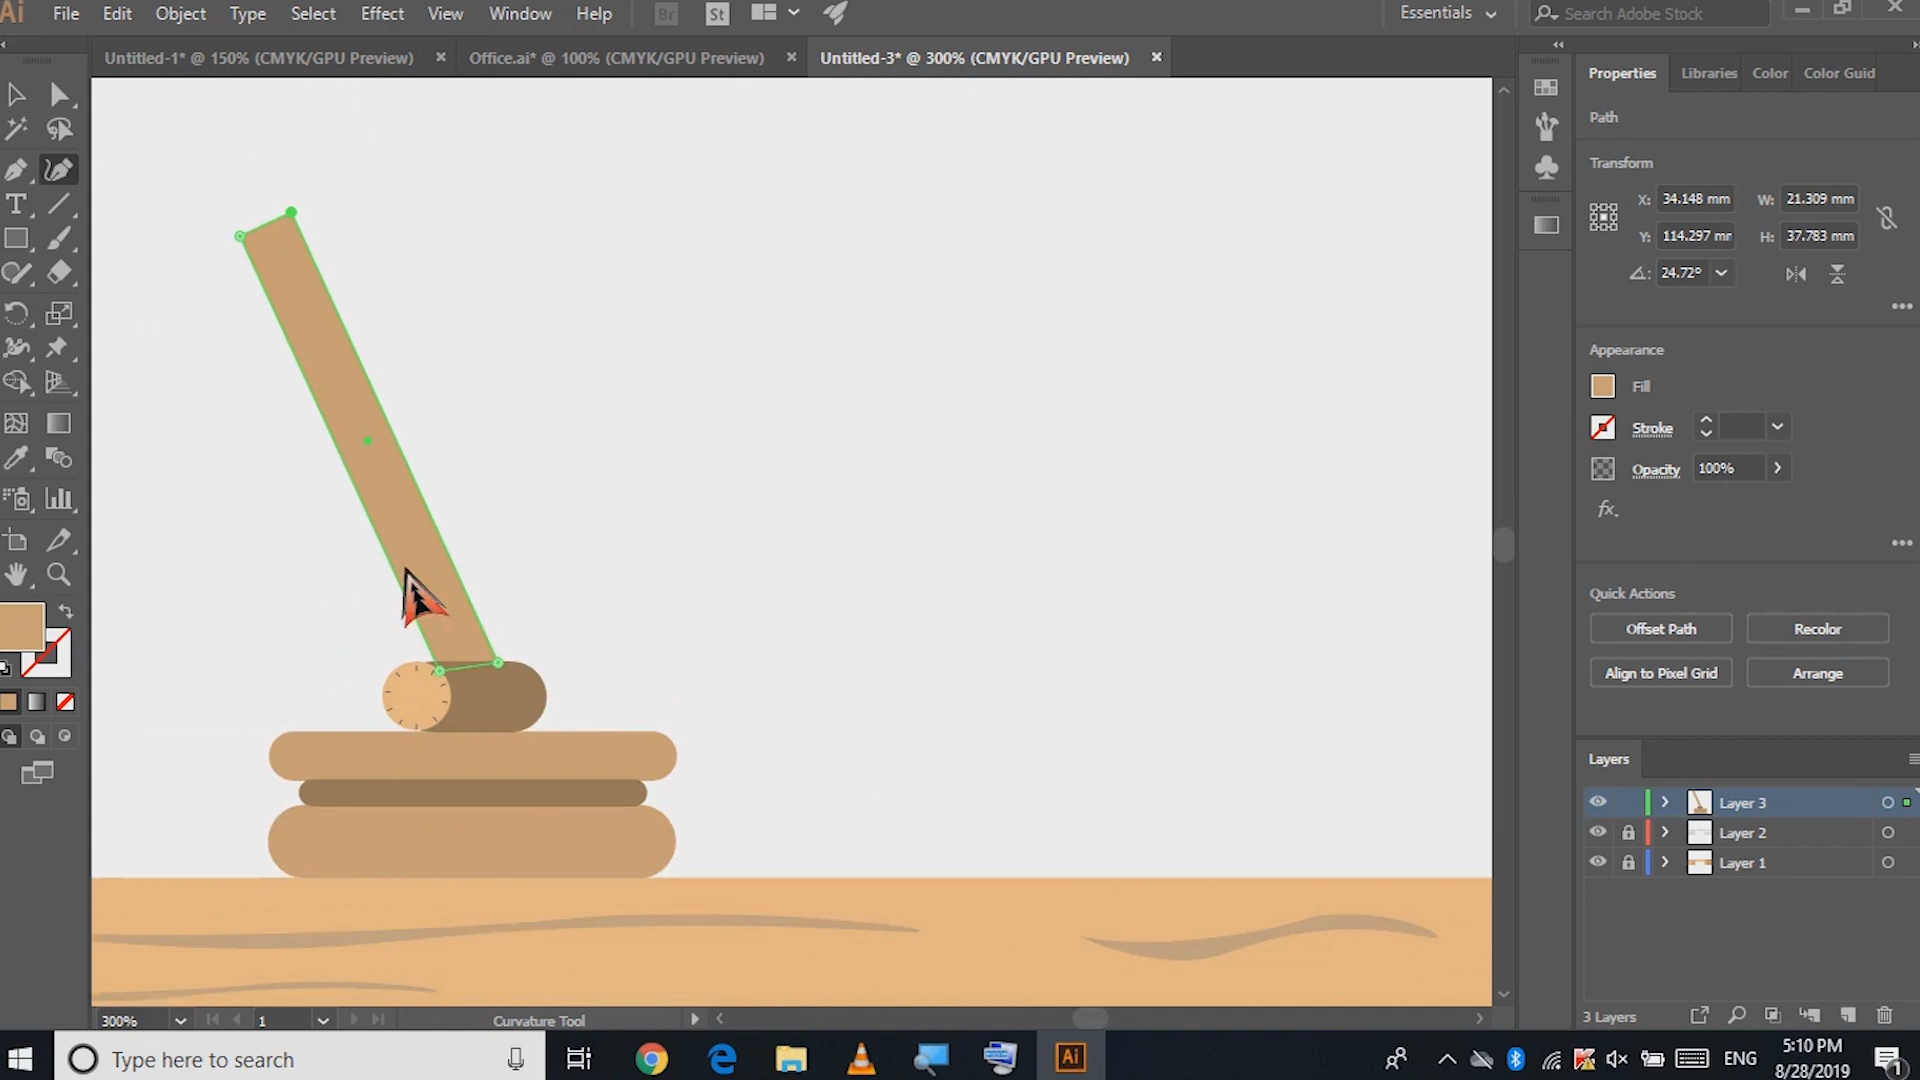 Ai File Edit Object Type Select Effect View Window Help Br St Essentials Search Adobe Stock
Untitled-1* @ 150% (CMYK/GPU Preview) Office.ai* @ 100% (CMYK/GPU Preview) Untitled-3* @ 300% (CMYK/GPU Preview)
Properties Libraries Color Color Guid
Path
Transform
X: 34.148 mm W: 21.309 mm
Y: 114.297 mr H: 37.783 mm
24.72°
Appearance
Fill
Stroke
Opacity 100%
fx.
Quick Actions
Offset Path Recolor
Align to Pixel Grid Arrange
Layers
Layer 3
Layer 2
Layer 1
3 Layers
300% 1 Curvature Tool
Type here to search
Ai
ENG
5:10 PM
8/28/2019
1